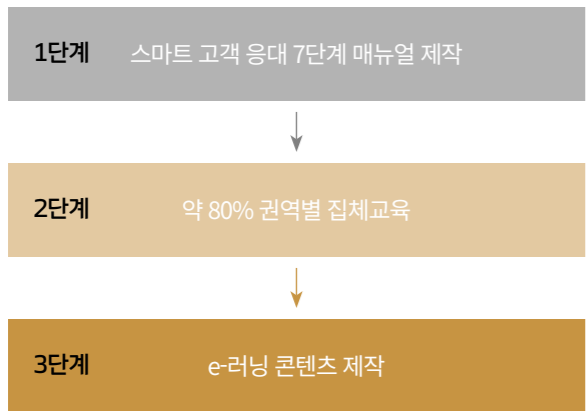 1단계 스마트 고객 응대 7단계 매뉴얼 제작
2단계 약 80% 권역별 집체교육
3단계 e-러닝 콘텐츠 제작